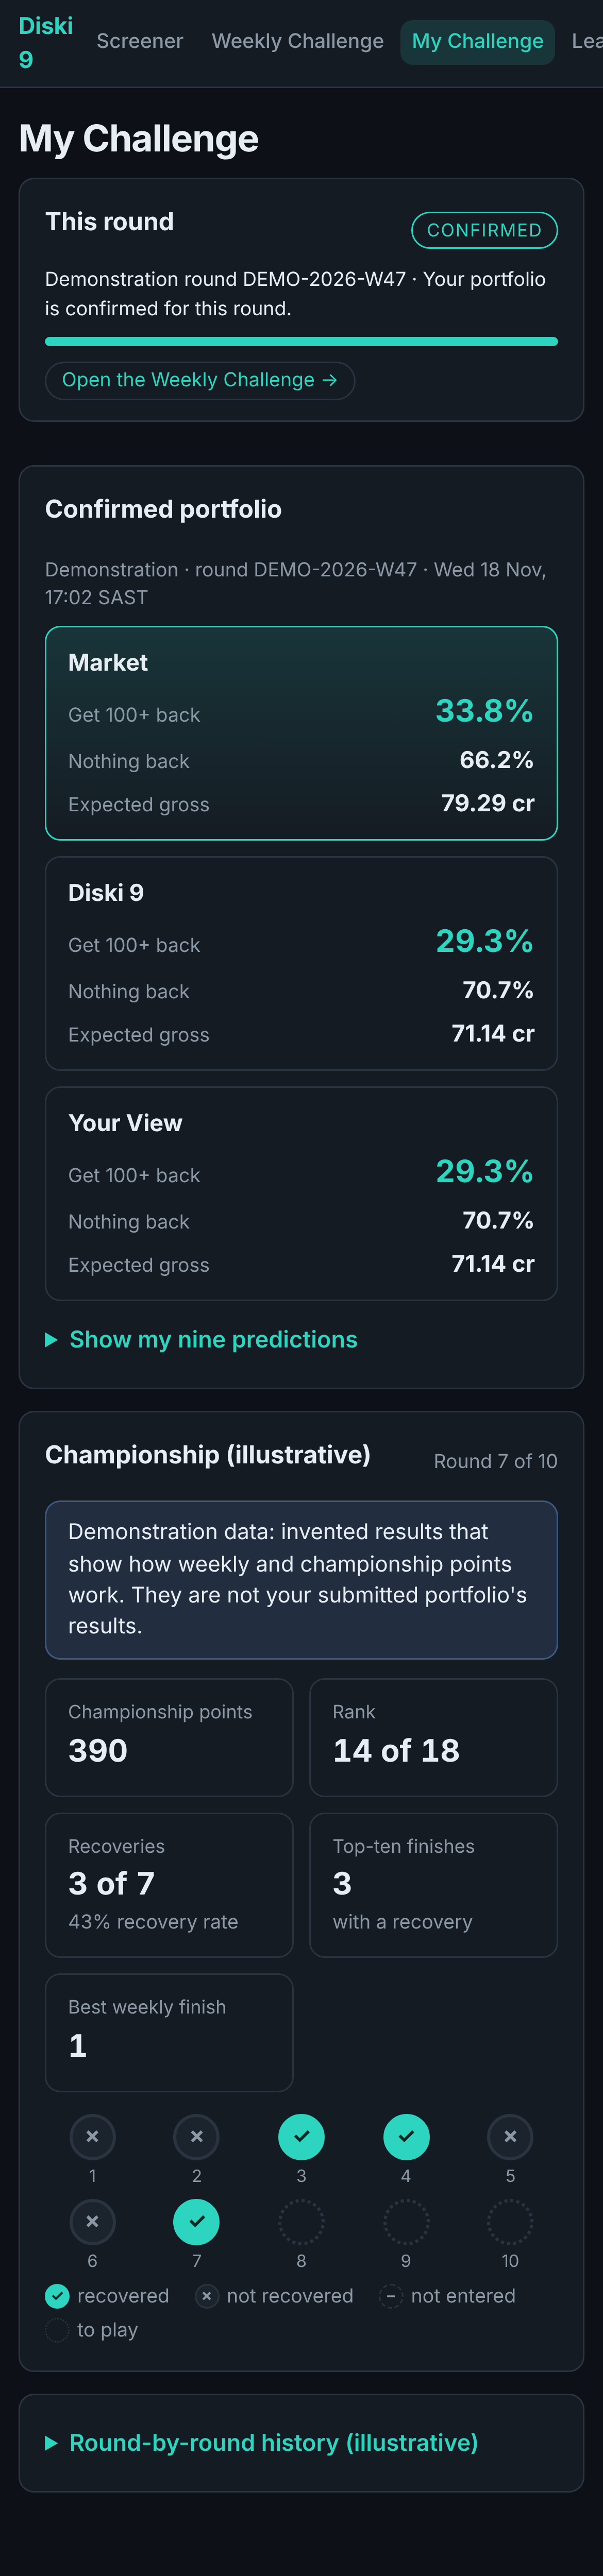 Diski
9
Screener
Weekly Challenge
My Challenge
Lea
My Challenge
This round
CONFIRMED
Demonstration round DEMO-2026-W47 · Your portfolio
is confirmed for this round.
Open the Weekly Challenge →
Confirmed portfolio
Demonstration · round DEMO-2026-W47 · Wed 18 Nov,
17:02 SAST
Market
Get 100+ back 33.8%
Nothing back 66.2%
Expected gross 79.29 cr
Diski 9
Get 100+ back 29.3%
Nothing back 70.7%
Expected gross 71.14 cr
Your View
Get 100+ back 29.3%
Nothing back 70.7%
Expected gross 71.14 cr
Show my nine predictions
Championship (illustrative)
Round 7 of 10
Demonstration data: invented results that
show how weekly and championship points
work. They are not your submitted portfolio's
results.
Championship points
390
Rank
14 of 18
Recoveries
3 of 7
43% recovery rate
Top-ten finishes
3
with a recovery
Best weekly finish
1
1 2 3 4 5
6 7 8 9 10
recovered not recovered not entered
to play
Round-by-round history (illustrative)